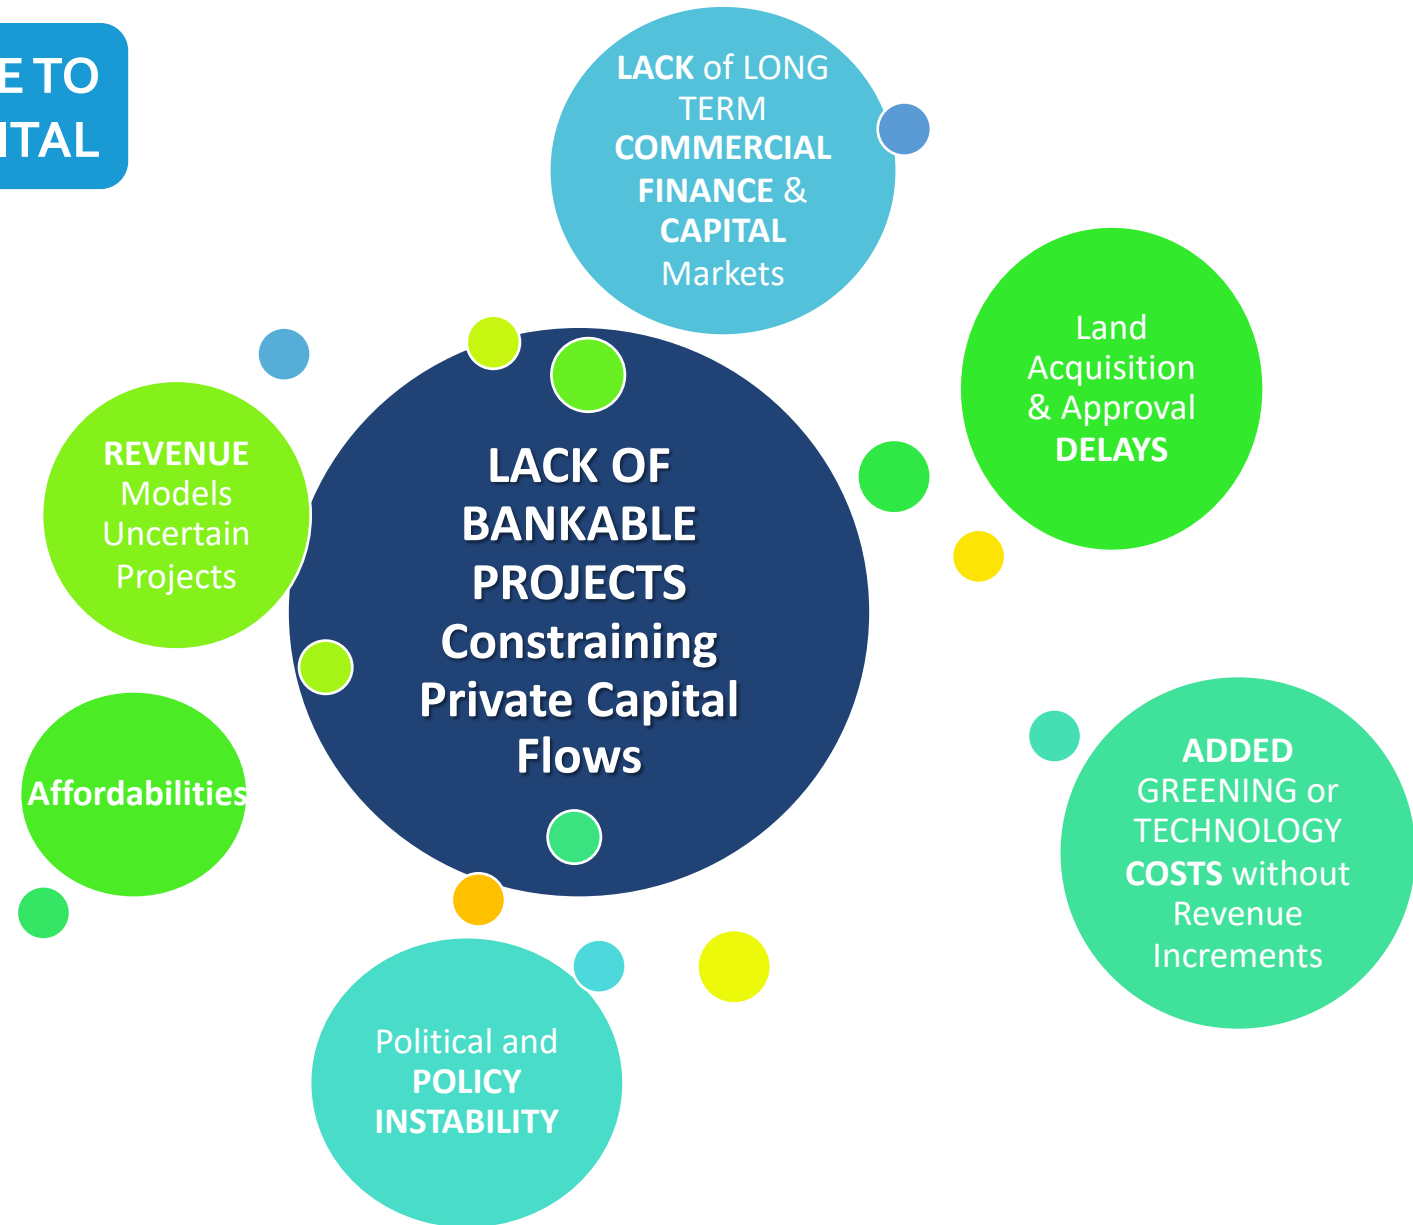 E TO
ITAL
LACK of LONG
TERM
COMMERCIAL
FINANCE &
CAPITAL
Markets
Land
Acquisition
& Approval
DELAYS
REVENUE
Models
Uncertain
Projects
LACK OF
BANKABLE
PROJECTS
Constraining
Private Capital
Flows
Affordabilities
ADDED
GREENING or
TECHNOLOGY
COSTS without
Revenue
Increments
Political and
POLICY
INSTABILITY